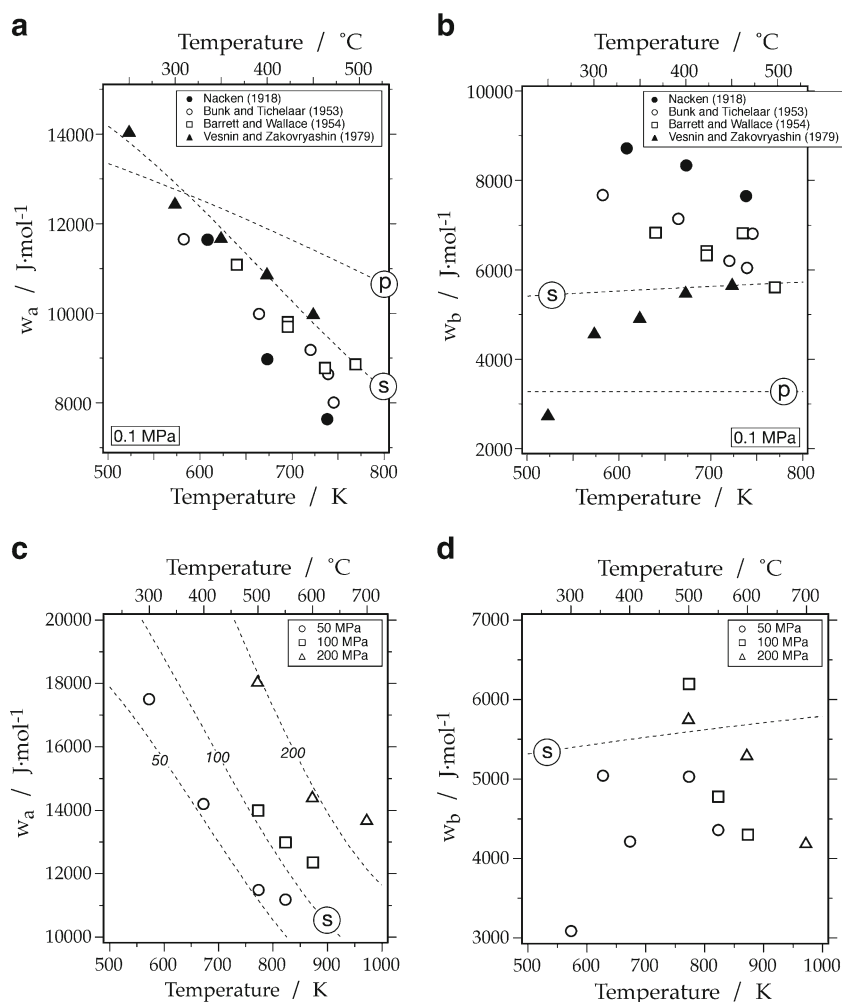 a
Temperature / °C
300 400 500
Nacken (1918)
Bunk and Tichelaar (1953)
Barrett and Wallace (1954)
Vesnin and Zakovryashin (1979)
14000
12000
10000
8000
wa / J·mol-1
p
s
0.1 MPa
500 600 700 800
Temperature / K
b
Temperature / °C
300 400 500
Nacken (1918)
Bunk and Tichelaar (1953)
Barrett and Wallace (1954)
Vesnin and Zakovryashin (1979)
10000
8000
6000
4000
2000
wb / J·mol-1
s
p
0.1 MPa
500 600 700 800
Temperature / K
c
Temperature / °C
300 400 500 600 700
50 MPa
100 MPa
200 MPa
20000
18000
16000
14000
12000
10000
wa / J·mol-1
50
100
200
s
500 600 700 800 900 1000
Temperature / K
d
Temperature / °C
300 400 500 600 700
50 MPa
100 MPa
200 MPa
7000
6000
5000
4000
3000
wb / J·mol-1
s
500 600 700 800 900 1000
Temperature / K